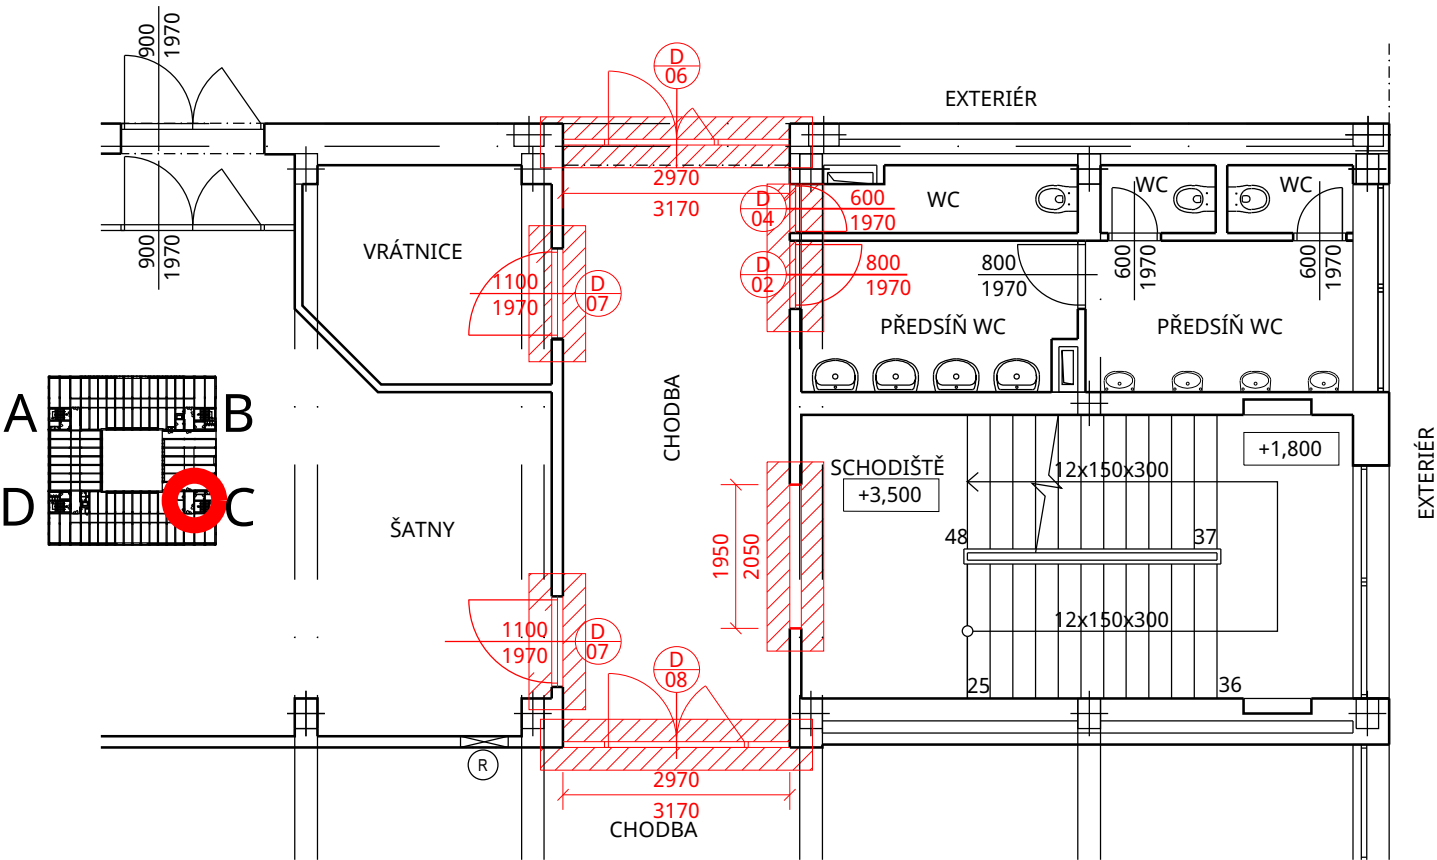 900
1970
D
06
EXTERIÉR
2970
3170
D
04
600
1970
WC
WC
WC
900
1970
VRÁTNICE
1100
1970
D
07
D
02
800
1970
800
1970
600
1970
600
1970
PŘEDSÍŇ WC
PŘEDSÍŇ WC
A
B
D
C
CHODBA
SCHODIŠTĚ
+3,500
12x150x300
+1,800
EXTERIÉR
ŠATNY
1950
2050
48
37
12x150x300
1100
1970
D
07
D
08
25
36
R
2970
3170
CHODBA